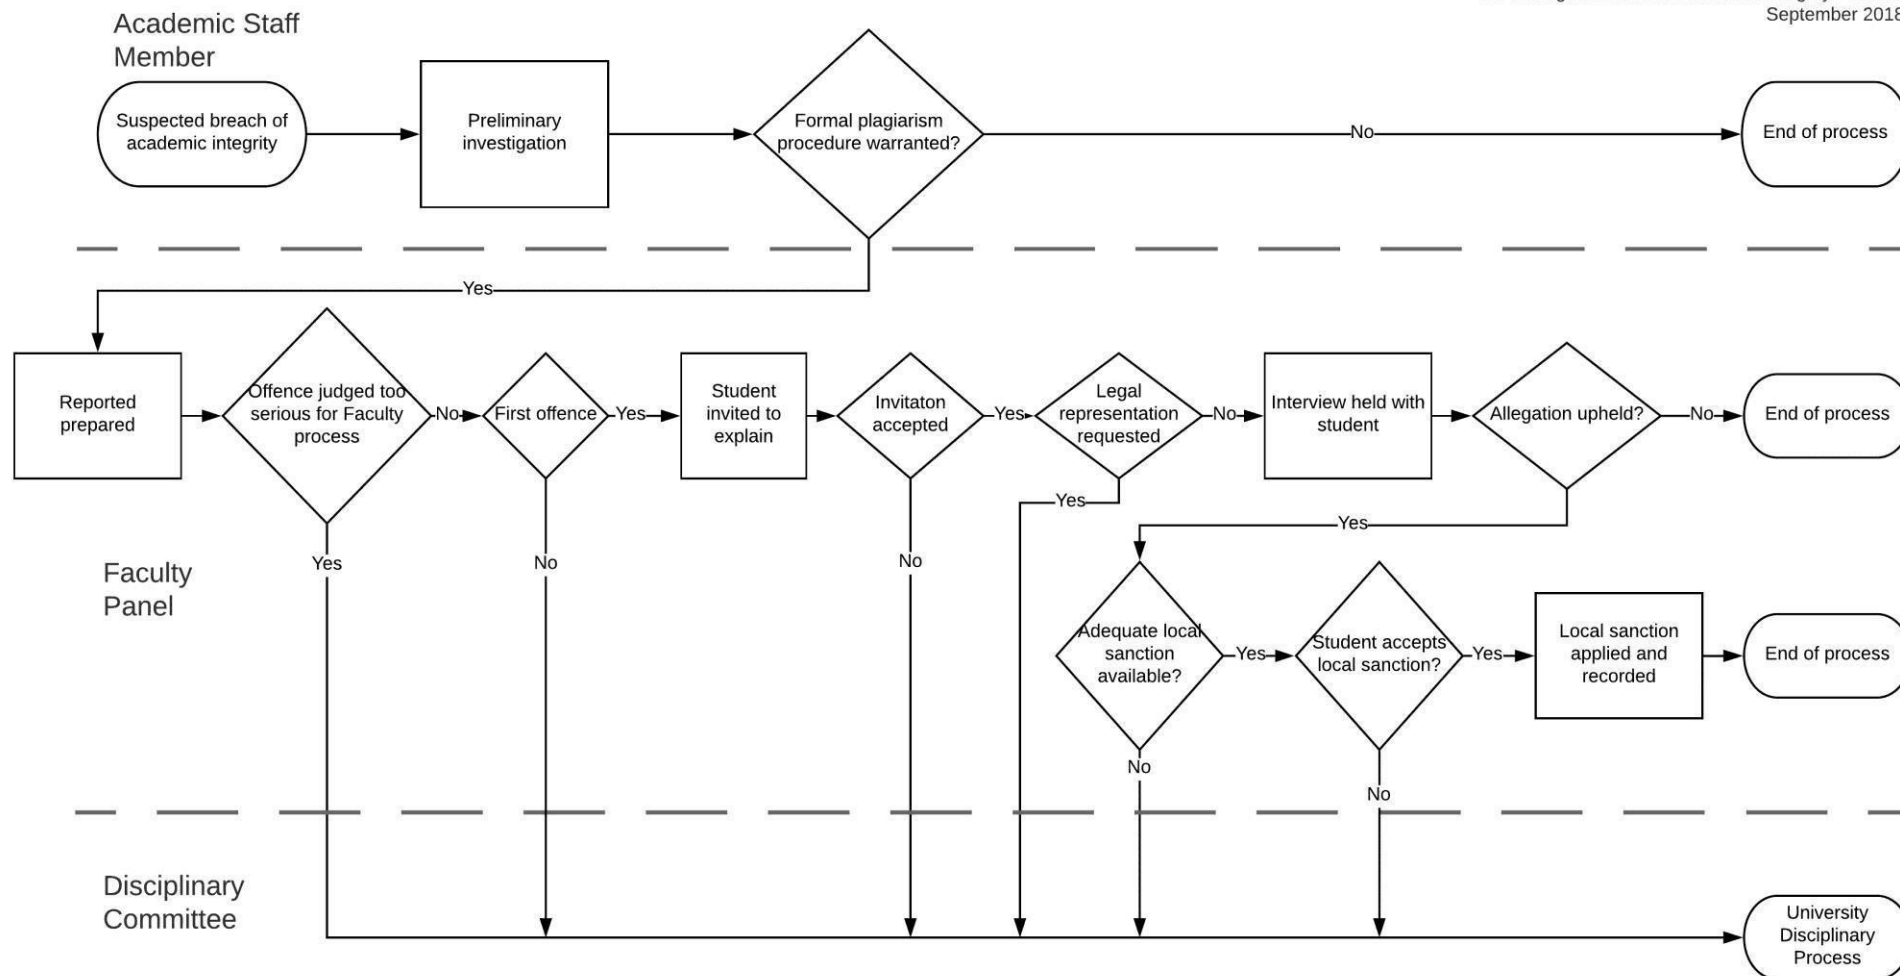 September 2018
Academic Staff
Member
Suspected breach of
academic integrity
Preliminary
investigation
Formal plagiarism
procedure warranted?
No
End of process
Yes
Reported
prepared
Offence judged too
serious for Faculty
process
No
First offence
Yes
Student
invited to
explain
Invitaton
accepted
Yes
Legal
representation
requested
No
Interview held with
student
Allegation upheld?
No
End of process
Yes
Yes
Yes
No
No
Faculty
Panel
Adequate local
sanction
available?
Yes
Student accepts
local sanction?
Yes
Local sanction
applied and
recorded
End of process
No
No
Disciplinary
Committee
University
Disciplinary
Process